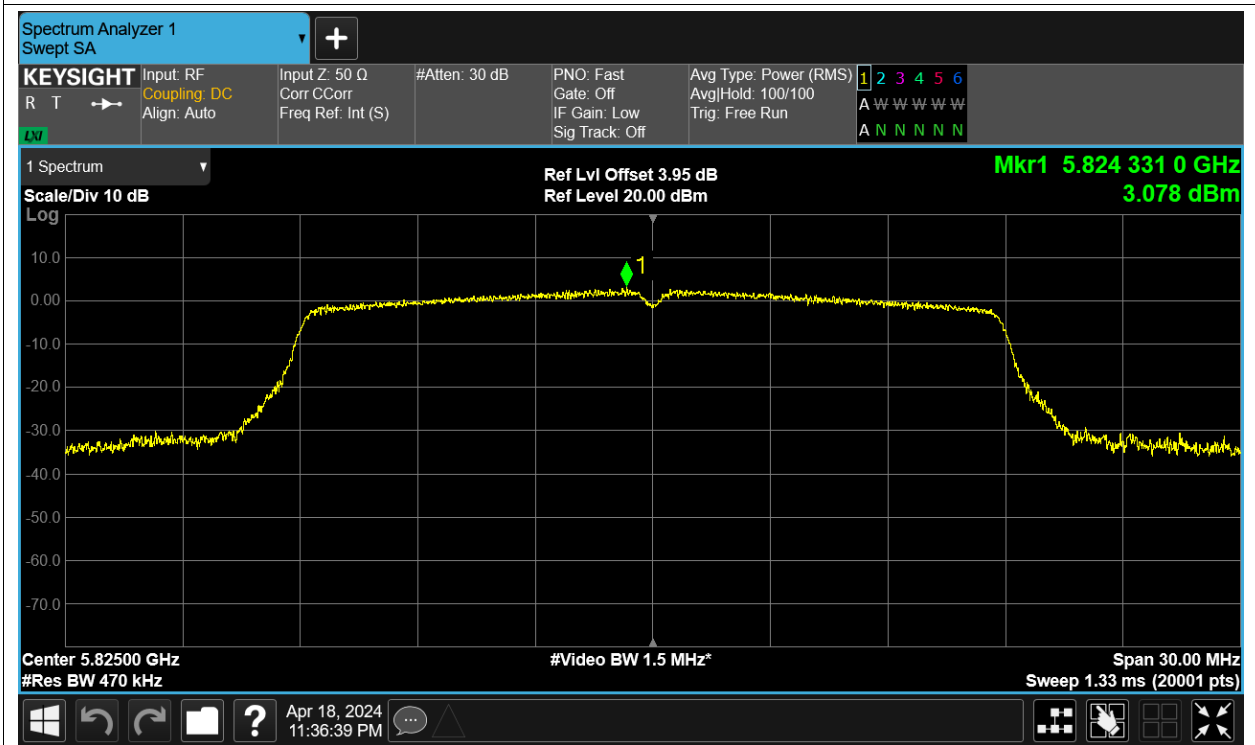 Spectrum Analyzer 1
Swept SA
+
KEYSIGHT
R T
LXI
Input: RF
Coupling: DC
Align: Auto
Input Z: 50 Ω
Corr CCorr
Freq Ref: Int (S)
#Atten: 30 dB
PNO: Fast
Gate: Off
IF Gain: Low
Sig Track: Off
Avg Type: Power (RMS)
Avg|Hold: 100/100
Trig: Free Run
1 2 3 4 5 6
A W W W W W
A N N N N N
1 Spectrum
Scale/Div 10 dB
Log
Ref Lvl Offset 3.95 dB
Ref Level 20.00 dBm
Mkr1 5.824 331 0 GHz
3.078 dBm
10.0
1
0.00
-10.0
-20.0
-30.0
-40.0
-50.0
-60.0
-70.0
Center 5.82500 GHz
#Res BW 470 kHz
#Video BW 1.5 MHz*
Span 30.00 MHz
Sweep 1.33 ms (20001 pts)
?
Apr 18, 2024
11:36:39 PM